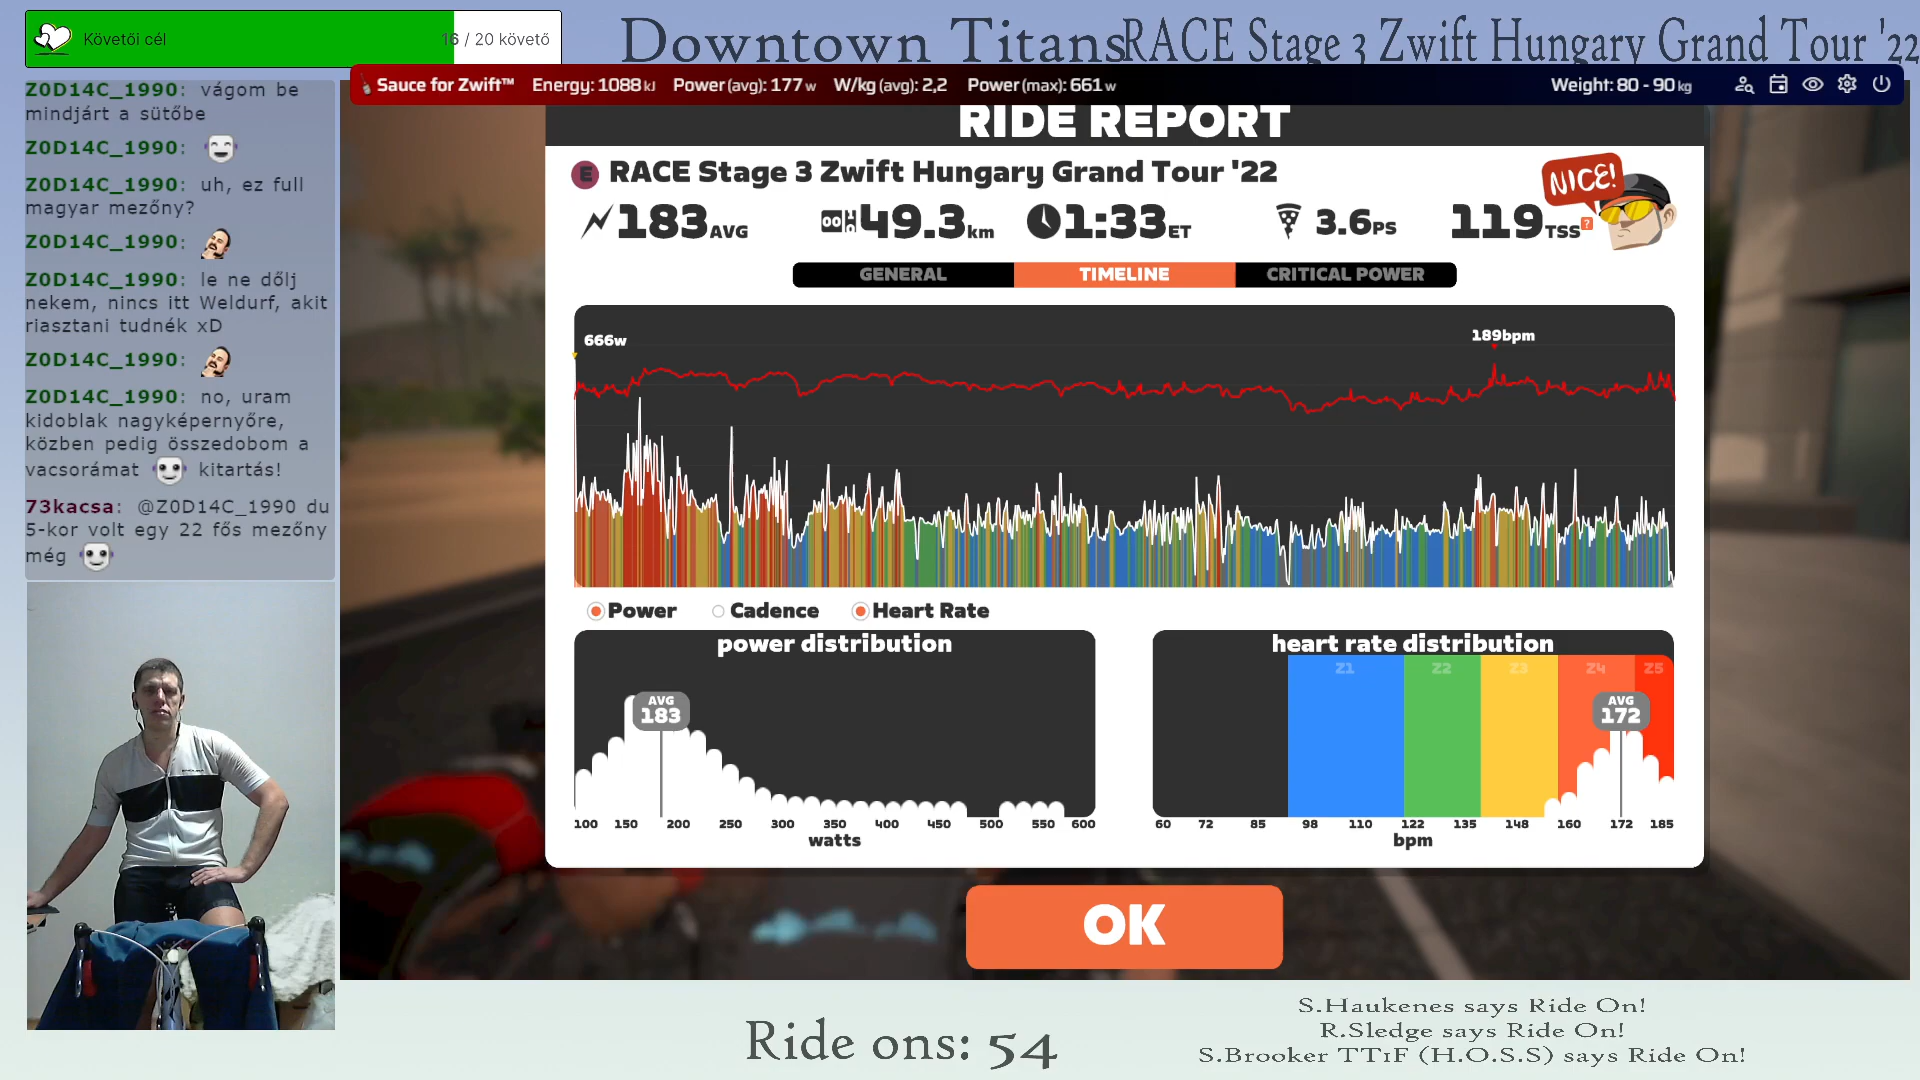 Követői cél
16 / 20 követő
Downtown Titans
RACE Stage 3 Zwift Hungary Grand Tour '22
Sauce for Zwift™ Energy: 1088 kJ Power (avg): 177 w W/kg (avg): 2,2 Power (max): 661 w
Weight: 80 - 90 kg
Z0D14C_1990: vágom be
mindjárt a sütőbe
Z0D14C_1990:
Z0D14C_1990: uh, ez full
magyar mezőny?
Z0D14C_1990:
Z0D14C_1990: le ne dőlj
nekem, nincs itt Weldurf, akit
riasztani tudnék xD
Z0D14C_1990:
Z0D14C_1990: no, uram
kidoblak nagyképernyőre,
közben pedig összedobom a
vacsorámat kitartás!
73kacsa: @Z0D14C_1990 du
5-kor volt egy 22 fős mezőny
még
RIDE REPORT
E RACE Stage 3 Zwift Hungary Grand Tour '22
NICE!
183 AVG 49.3 km 1:33 ET 3.6 PS 119 TSS ?
GENERAL TIMELINE CRITICAL POWER
666w
189bpm
Power Cadence Heart Rate
power distribution
AVG
183
100 150 200 250 300 350 400 450 500 550 600
watts
heart rate distribution
Z1 Z2 Z3 Z4 Z5
AVG
172
60 72 85 98 110 122 135 148 160 172 185
bpm
OK
Ride ons: 54
S.Haukenes says Ride On!
R.Sledge says Ride On!
S.Brooker TT1F (H.O.S.S) says Ride On!